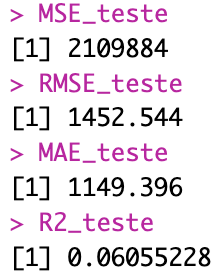 > MSE_teste
[1] 2109884
> RMSE_teste
[1] 1452.544
> MAE_teste
[1] 1149.396
> R2_teste
[1] 0.06055228